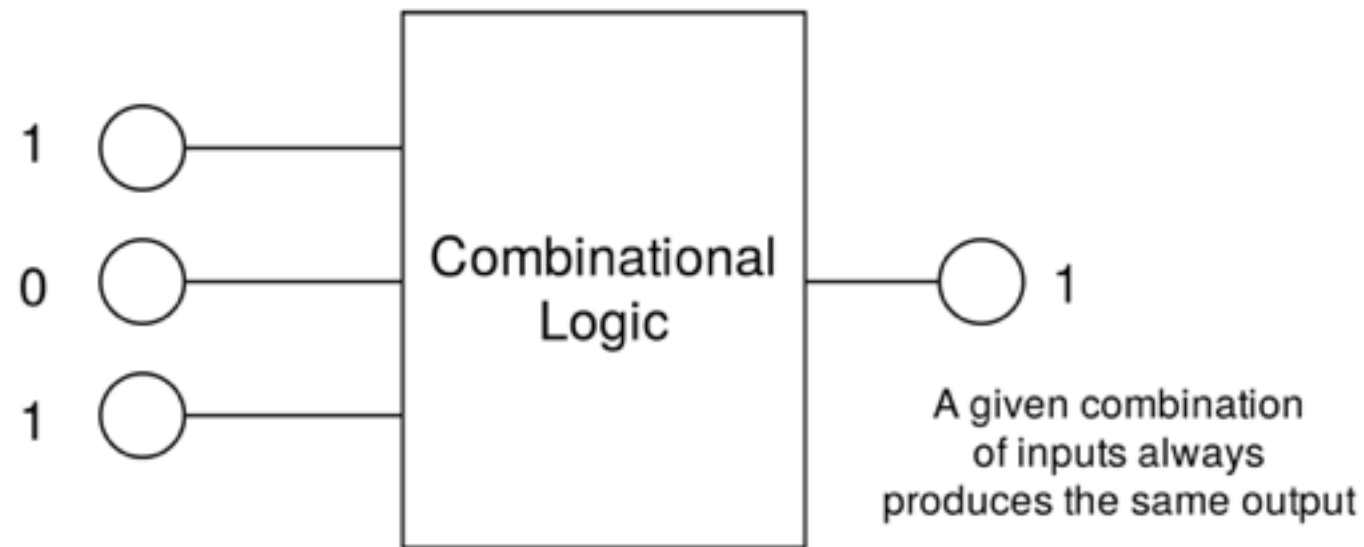 1
0
1
Combinational
Logic
1
A given combination
of inputs always
produces the same output